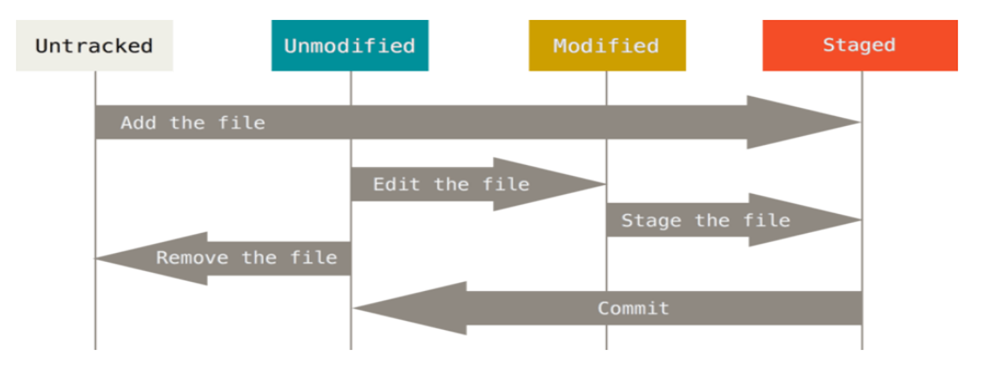 Untracked
Unmodified
Modified
Staged
Add the file
Edit the file
Stage the file
Remove the file
Commit